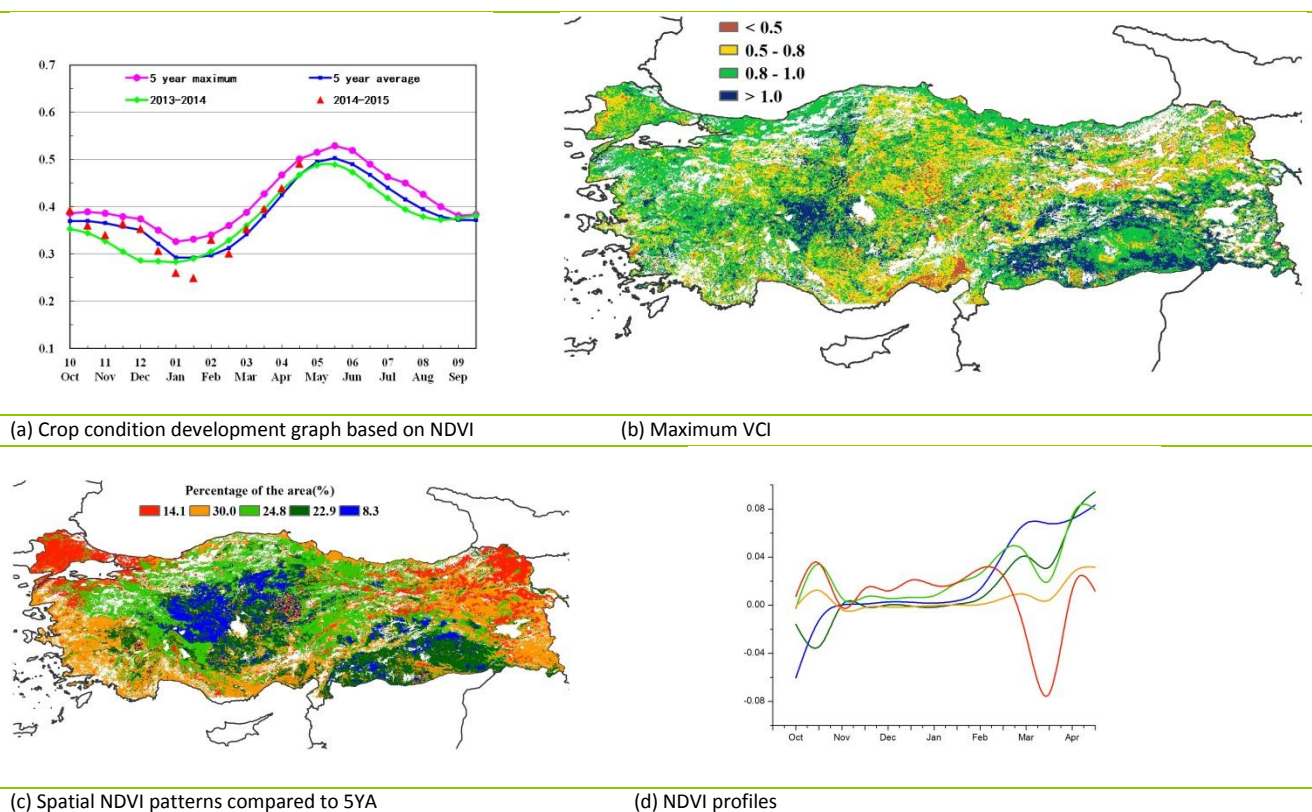 0.7
0.6
0.5
0.4
0.3
0.2
0.1
5 year maximum
5 year average
2013-2014
2014-2015
10 11 12 01 02 03 04 05 06 07 08 09
Oct Nov Dec Jan Feb Mar Apr May Jun Jul Aug Sep
< 0.5
0.5 - 0.8
0.8 - 1.0
> 1.0
(a) Crop condition development graph based on NDVI
(b) Maximum VCI
Percentage of the area(%)
14.1 30.0 24.8 22.9 8.3
0.08
0.04
0.00
-0.04
-0.08
Oct Nov Dec Jan Feb Mar Apr
(c) Spatial NDVI patterns compared to 5YA
(d) NDVI profiles